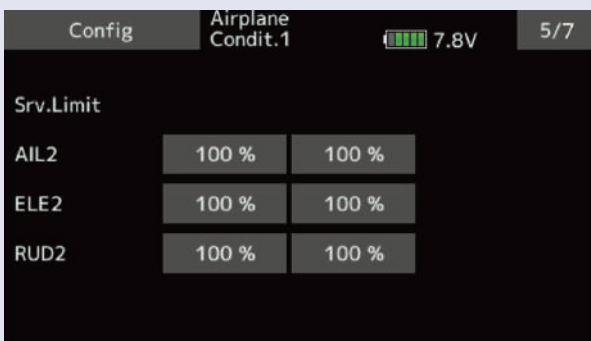 Config Airplane 7.8V 5/7
Condit.1
Srv.Limit
AIL2 100 % 100 %
ELE2 100 % 100 %
RUD2 100 % 100 %